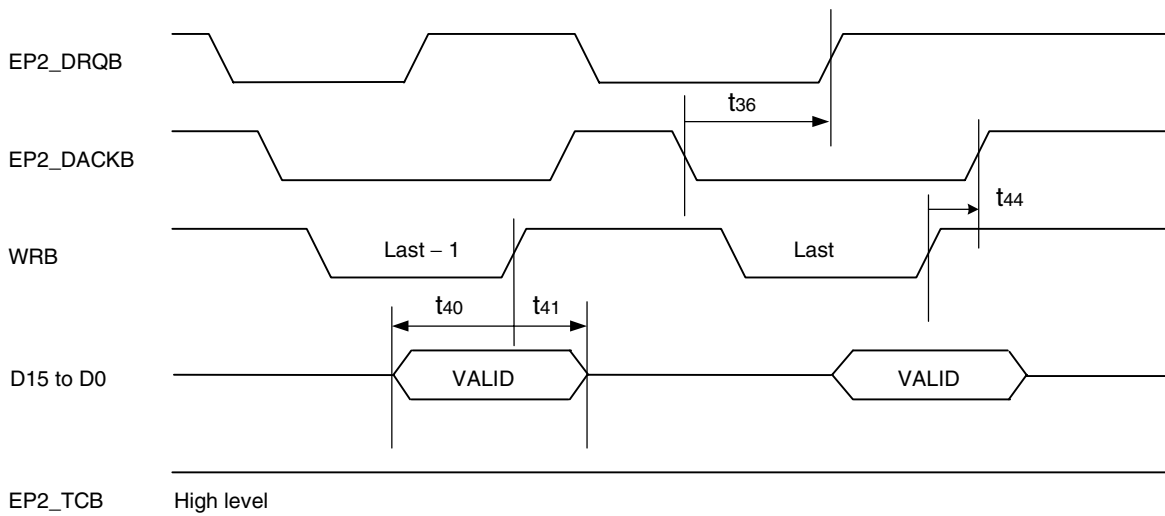 EP2_DRQB
t36
EP2_DACKB
t44
WRB
Last – 1
Last
t40
t41
D15 to D0
VALID
VALID
EP2_TCB
High level